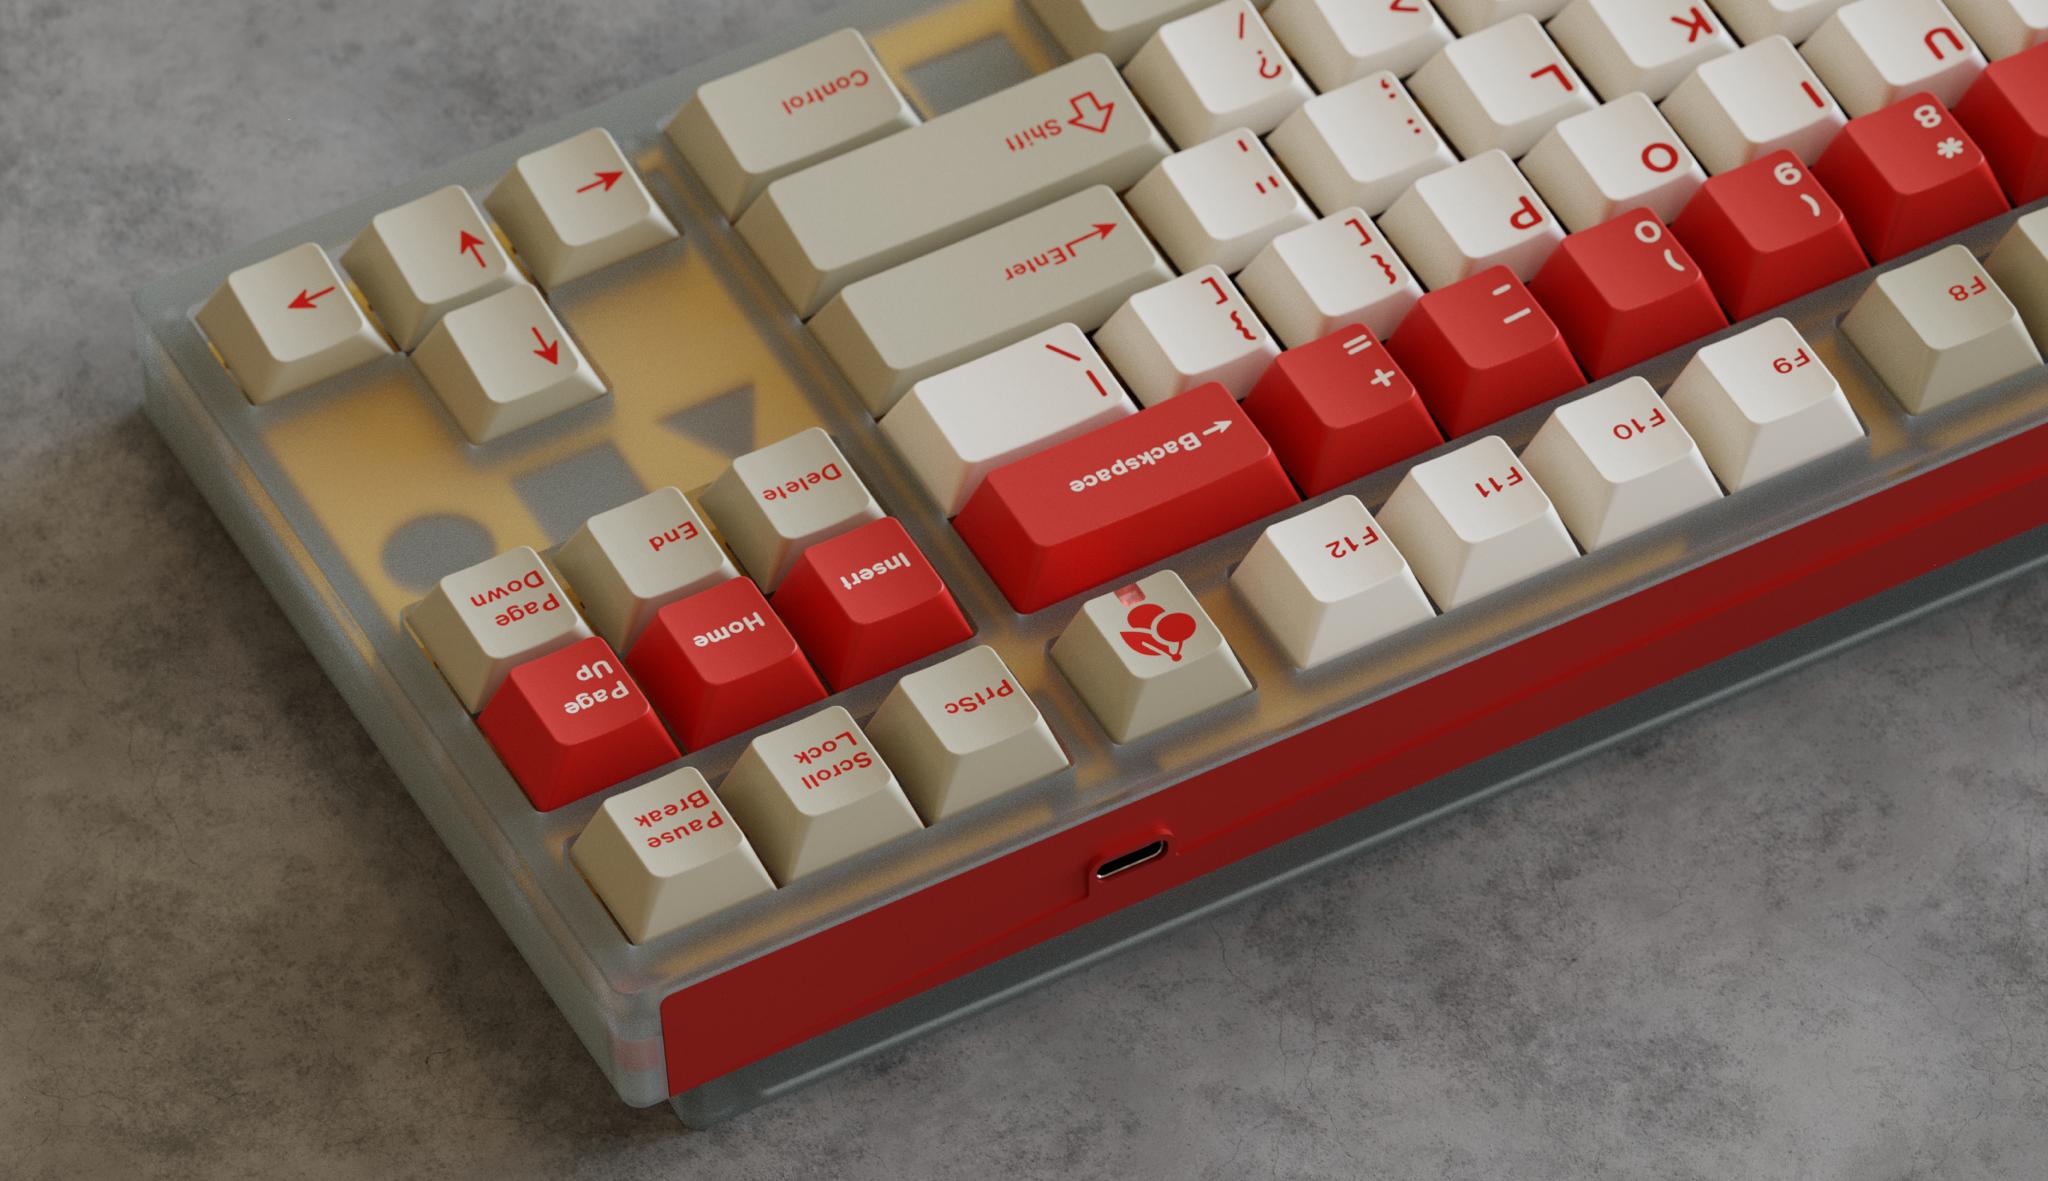 F8
F9
F10
F11
F12
PrtSc
Scroll
Lock
Pause
Break
*
8
(
9
)
0
_
-
+
=
← Backspace
Insert
Home
Page
Up
U
I
O
P
{
[
}
]
|
\
Delete
End
Page
Down
K
L
:
;
"
'
Enter
?
/
Shift
Control